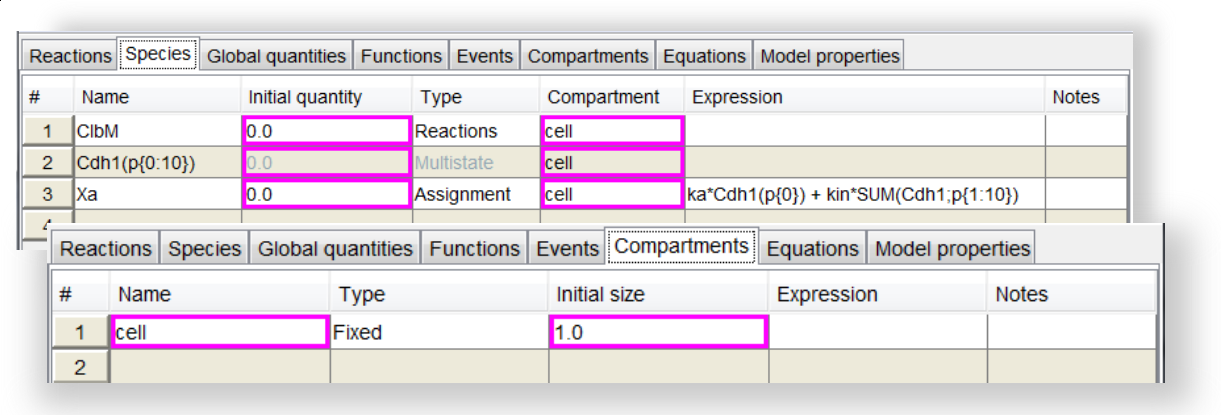 Reactions Species Global quantities Functions Events Compartments Equations Model properties
# Name Initial quantity Type Compartment Expression Notes
1 ClbM 0.0 Reactions cell
2 Cdh1(p{0:10}) 0.0 Multistate cell
3 Xa 0.0 Assignment cell ka*Cdh1(p{0}) + kin*SUM(Cdh1;p{1:10})
4
Reactions Species Global quantities Functions Events Compartments Equations Model properties
# Name Type Initial size Expression Notes
1 cell Fixed 1.0
2